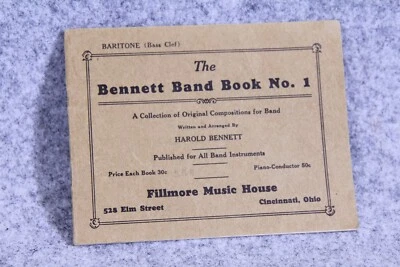 BARITONE (Bass Clef)
The
Bennett Band Book No. 1
A Collection of Original Compositions for Band
Written and Arranged By
HAROLD BENNETT
Published for All Band Instruments
Price Each Book 30c Piano-Conductor 50c
Fillmore Music House
528 Elm Street Cincinnati, Ohio